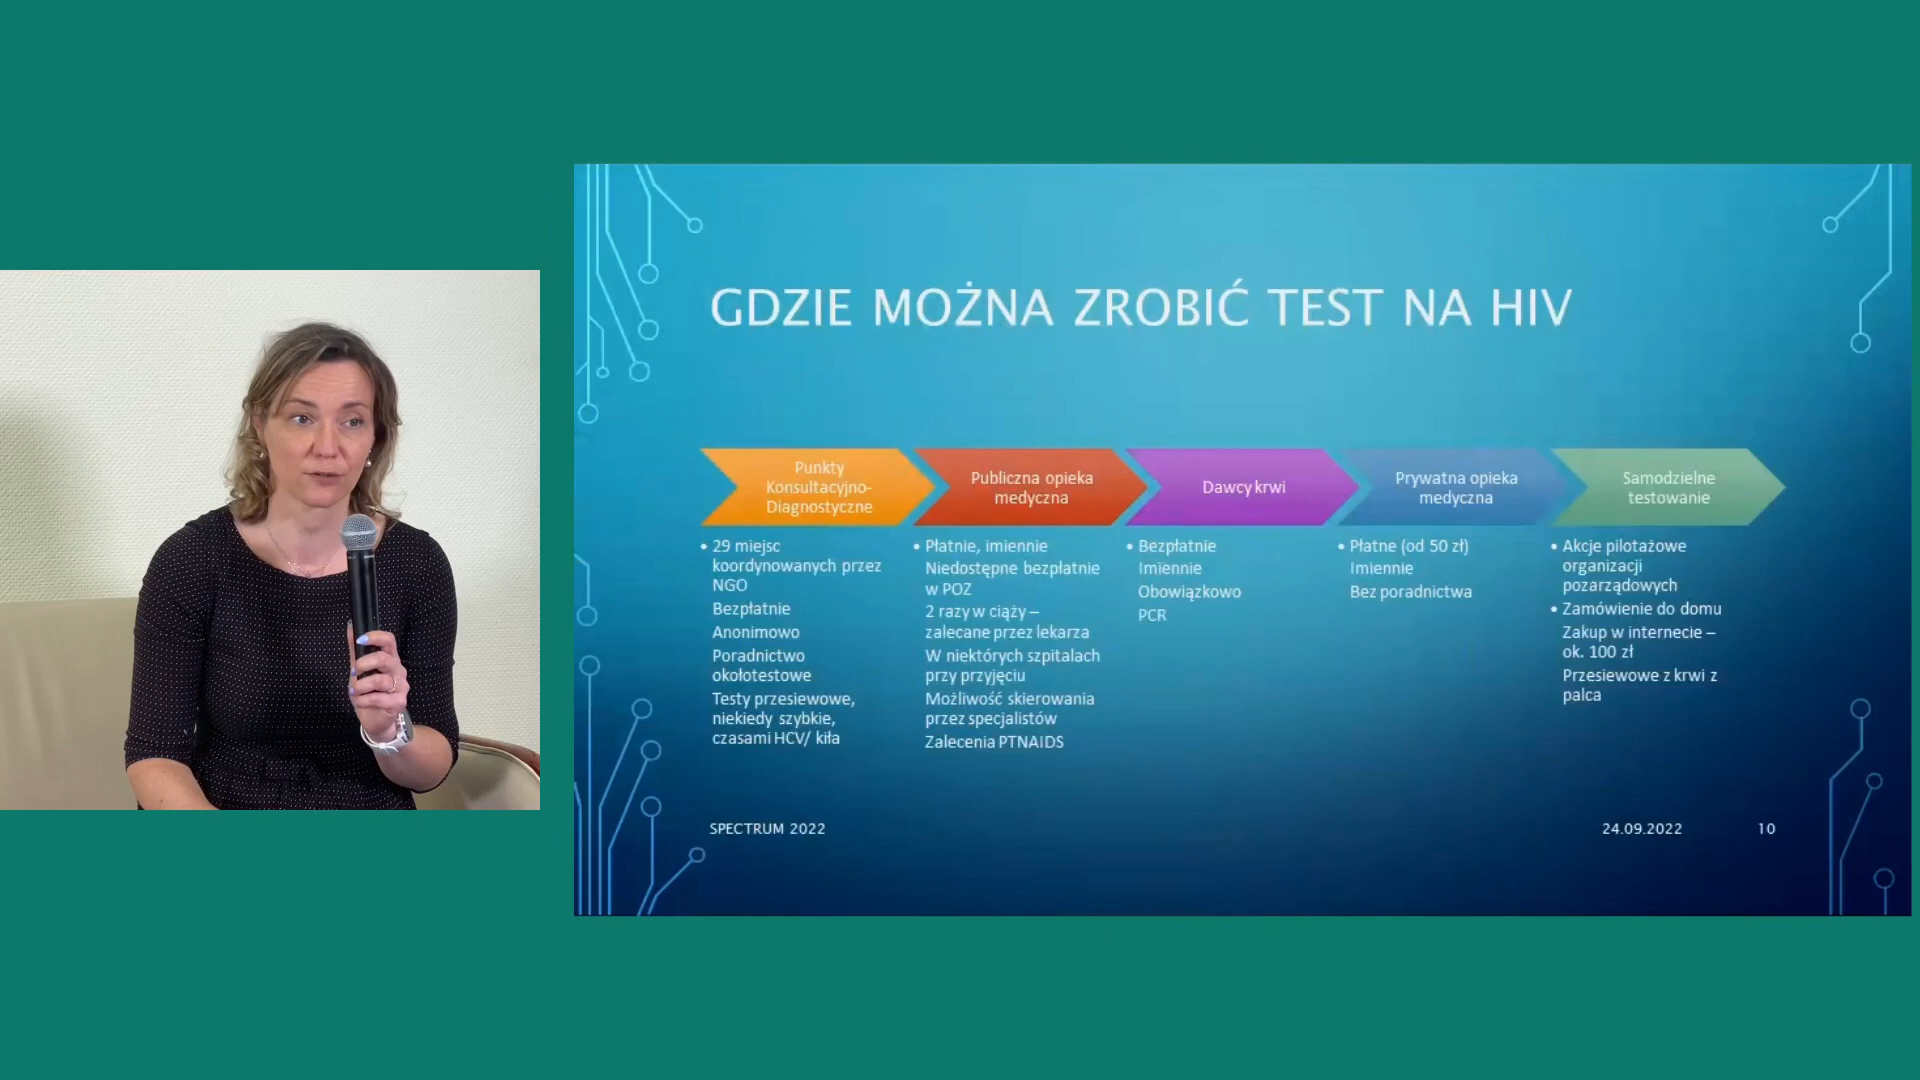 GDZIE MOŻNA ZROBIĆ TEST NA HIV
Punkty
Konsultacyjno-
Diagnostyczne
• 29 miejsc
koordynowanych przez
NGO
Bezpłatnie
Anonimowo
Poradnictwo
okołotestowe
Testy przesiewowe,
niekiedy szybkie,
czasami HCV/ kiła
Publiczna opieka
medyczna
• Płatnie, imiennie
Niedostępne bezpłatnie
w POZ
2 razy w ciąży –
zalecane przez lekarza
W niektórych szpitalach
przy przyjęciu
Możliwość skierowania
przez specjalistów
Zalecenia PTNAIDS
Dawcy krwi
• Bezpłatnie
Imiennie
Obowiązkowo
PCR
Prywatna opieka
medyczna
• Płatne (od 50 zł)
Imiennie
Bez poradnictwa
Samodzielne
testowanie
• Akcje pilotażowe
organizacji
pozarządowych
• Zamówienie do domu
Zakup w internecie –
ok. 100 zł
Przesiewowe z krwi z
palca
SPECTRUM 2022
24.09.2022
10